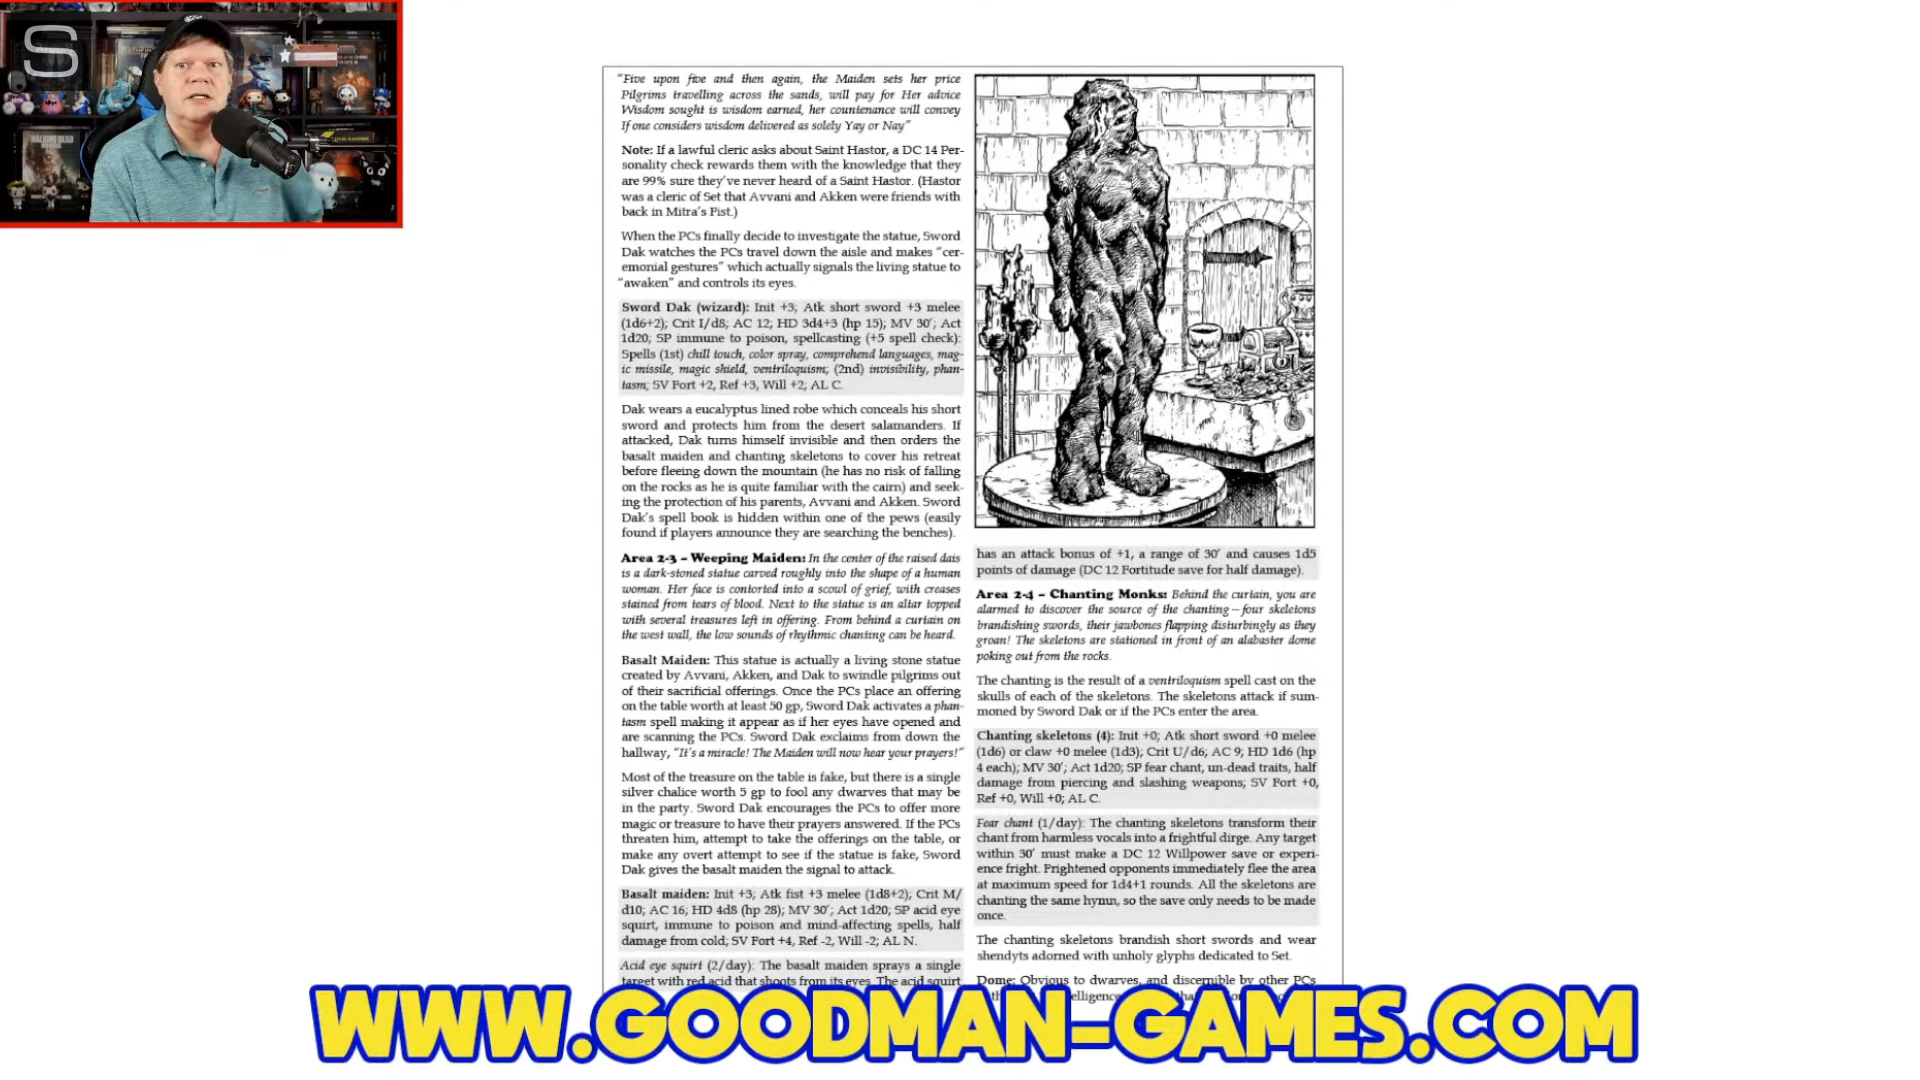 S
WALKING DEAD
"Five upon five and then again, the Maiden sets her price
Pilgrims travelling across the sands, will pay for Her advice
Wisdom sought is wisdom earned, her countenance will convey
If one considers wisdom delivered as solely Yay or Nay"
Note: If a lawful cleric asks about Saint Hastor, a DC 14 Per-
sonality check rewards them with the knowledge that they
are 99% sure they've never heard of a Saint Hastor. (Hastor
was a cleric of Set that Avvani and Akken were friends with
back in Mitra's Fist.)
When the PCs finally decide to investigate the statue, Sword
Dak watches the PCs travel down the aisle and makes "cer-
emonial gestures" which actually signals the living statue to
"awaken" and controls its eyes.
Sword Dak (wizard): Init +3; Atk short sword +3 melee
(1d6+2); Crit I/d8; AC 12; HD 3d4+3 (hp 15); MV 30'; Act
1d20; SP immune to poison, spellcasting (+5 spell check):
Spells (1st) chill touch, color spray, comprehend languages, mag-
ic missile, magic shield, ventriloquism; (2nd) invisibility, phan-
tasm; SV Fort +2, Ref +3, Will +2; AL C.
Dak wears a eucalyptus lined robe which conceals his short
sword and protects him from the desert salamanders. If
attacked, Dak turns himself invisible and then orders the
basalt maiden and chanting skeletons to cover his retreat
before fleeing down the mountain (he has no risk of falling
on the rocks as he is quite familiar with the cairn) and seek-
ing the protection of his parents, Avvani and Akken. Sword
Dak's spell book is hidden within one of the pews (easily
found if players announce they are searching the benches).
Area 2-3 – Weeping Maiden: In the center of the raised dais
is a dark-stoned statue carved roughly into the shape of a human
woman. Her face is contorted into a scowl of grief, with creases
stained from tears of blood. Next to the statue is an altar topped
with several treasures left in offering. From behind a curtain on
the west wall, the low sounds of rhythmic chanting can be heard.
Basalt Maiden: This statue is actually a living stone statue
created by Avvani, Akken, and Dak to swindle pilgrims out
of their sacrificial offerings. Once the PCs place an offering
on the table worth at least 50 gp, Sword Dak activates a phan-
tasm spell making it appear as if her eyes have opened and
are scanning the PCs. Sword Dak exclaims from down the
hallway, "It's a miracle! The Maiden will now hear your prayers!"
Most of the treasure on the table is fake, but there is a single
silver chalice worth 5 gp to fool any dwarves that may be
in the party. Sword Dak encourages the PCs to offer more
magic or treasure to have their prayers answered. If the PCs
threaten him, attempt to take the offerings on the table, or
make any overt attempt to see if the statue is fake, Sword
Dak gives the basalt maiden the signal to attack.
Basalt maiden: Init +3; Atk fist +3 melee (1d8+2); Crit M/
d10; AC 16; HD 4d8 (hp 28); MV 30'; Act 1d20; SP acid eye
squirt, immune to poison and mind-affecting spells, half
damage from cold; SV Fort +4, Ref -2, Will -2; AL N.
Acid eye squirt (2/day): The basalt maiden sprays a single
target with red acid that shoots from its eyes. The acid squirt
has an attack bonus of +1, a range of 30' and causes 1d5
points of damage (DC 12 Fortitude save for half damage).
Area 2-4 – Chanting Monks: Behind the curtain, you are
alarmed to discover the source of the chanting – four skeletons
brandishing swords, their jawbones flapping disturbingly as they
groan! The skeletons are stationed in front of an alabaster dome
poking out from the rocks.
The chanting is the result of a ventriloquism spell cast on the
skulls of each of the skeletons. The skeletons attack if sum-
moned by Sword Dak or if the PCs enter the area.
Chanting skeletons (4): Init +0; Atk short sword +0 melee
(1d6) or claw +0 melee (1d3); Crit U/d6; AC 9; HD 1d6 (hp
4 each); MV 30'; Act 1d20; SP fear chant, un-dead traits, half
damage from piercing and slashing weapons; SV Fort +0,
Ref +0, Will +0; AL C.
Fear chant (1/day): The chanting skeletons transform their
chant from harmless vocals into a frightful dirge. Any target
within 30' must make a DC 12 Willpower save or experi-
ence fright. Frightened opponents immediately flee the area
at maximum speed for 1d4+1 rounds. All the skeletons are
chanting the same hymn, so the save only needs to be made
once.
The chanting skeletons brandish short swords and wear
shendyts adorned with unholy glyphs dedicated to Set.
Dome: Obvious to dwarves, and discernible by other PCs
WWW.GOODMAN-GAMES.COM